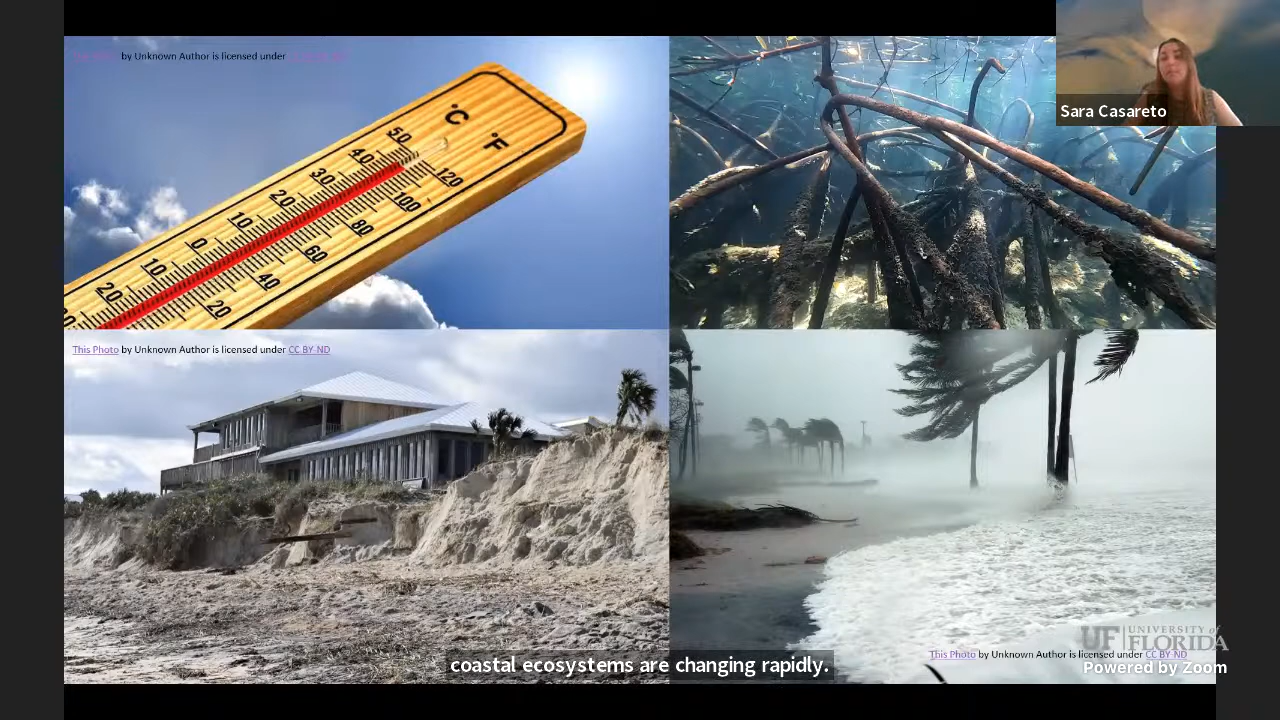 by Unknown Author is licensed under
Sara Casareto
°C
°F
50
40
30
20
10
0
10
20
120
100
80
60
40
20
This Photo by Unknown Author is licensed under CC BY-ND
UF UNIVERSITY of
FLORIDA
This Photo by Unknown Author is licensed under CC BY-ND
coastal ecosystems are changing rapidly.
Powered by Zoom